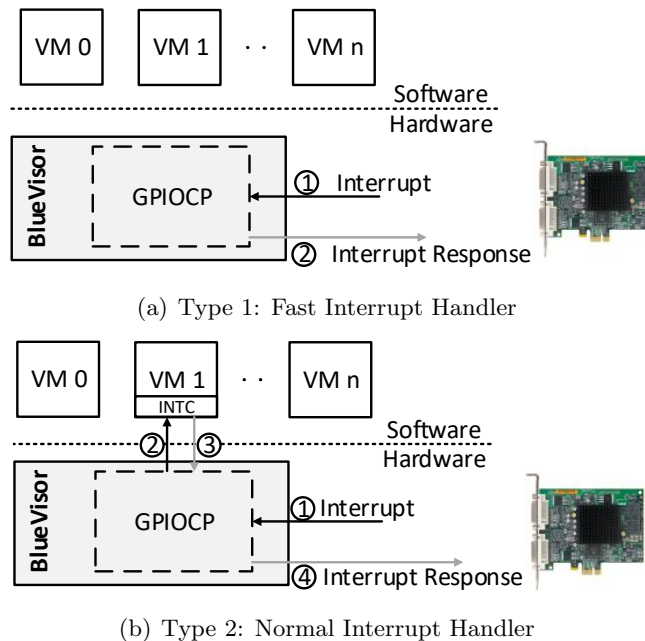 VM 0 VM 1 · · VM n
Software
Hardware
BlueVisor
GPIOCP
① Interrupt
② Interrupt Response
(a) Type 1: Fast Interrupt Handler
VM 0 VM 1 · · VM n
INTC
② ③
Software
Hardware
BlueVisor
GPIOCP
① Interrupt
④ Interrupt Response
(b) Type 2: Normal Interrupt Handler